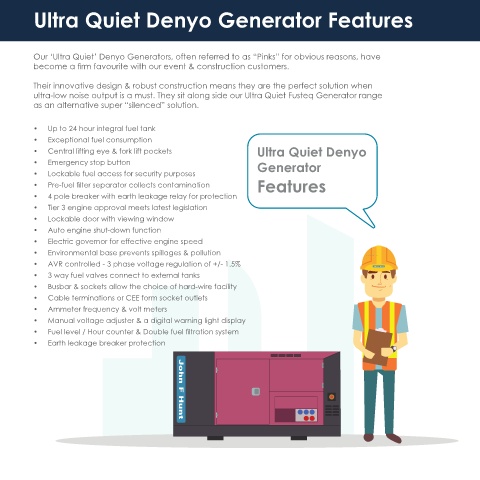 Ultra Quiet Denyo Generator Features
Our 'Ultra Quiet' Denyo Generators, often referred to as "Pinks" for obvious reasons, have
become a firm favourite with our event & construction customers.
Their innovative design & robust construction means they are the perfect solution when
ultra-low noise output is a must. They sit along side our Ultra Quiet Fusteq Generator range
as an alternative super "silenced" solution.
• Up to 24 hour integral fuel tank
• Exceptional fuel consumption
• Central lifting eye & fork lift pockets
• Emergency stop button
• Lockable fuel access for security purposes
• Pre-fuel filter separator collects contamination
• 4 pole breaker with earth leakage relay for protection
• Tier 3 engine approval meets latest legislation
• Lockable door with viewing window
• Auto engine shut-down function
• Electric governor for effective engine speed
• Environmental base prevents spillages & pollution
• AVR controlled - 3 phase voltage regulation of +/- 1.5%
• 3 way fuel valves connect to external tanks
• Busbar & sockets allow the choice of hard-wire facility
• Cable terminations or CEE form socket outlets
• Ammeter frequency & volt meters
• Manual voltage adjuster & a digital warning light display
• Fuel level / Hour counter & Double fuel filtration system
• Earth leakage breaker protection
Ultra Quiet Denyo
Generator
Features
John F Hunt